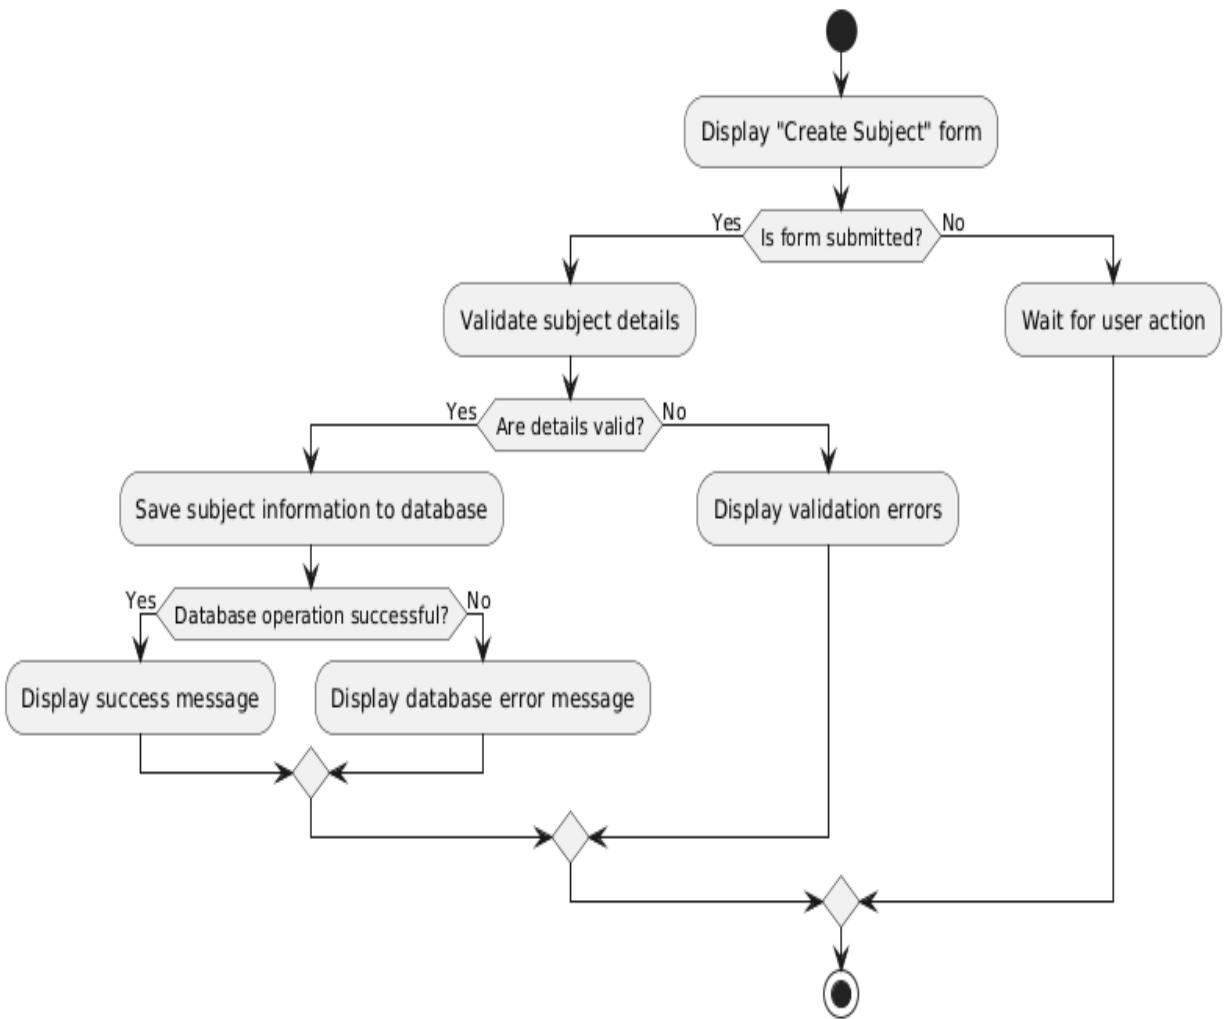 Display "Create Subject" form
Yes
Is form submitted?
No
Validate subject details
Wait for user action
Yes
Are details valid?
No
Save subject information to database
Display validation errors
Yes
Database operation successful?
No
Display success message
Display database error message